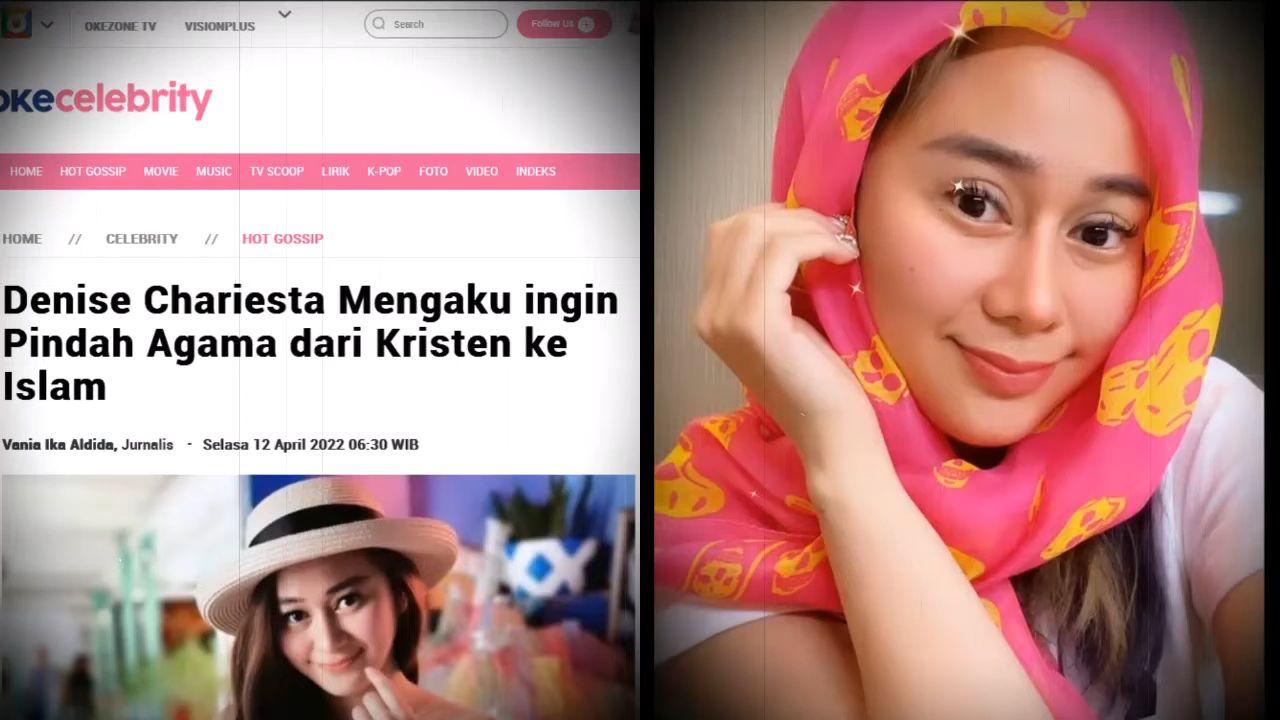 OKEZONE TV
VISIONPLUS
Search
Follow Us
okecelebrity
HOME HOT GOSSIP MOVIE MUSIC TV SCOOP LIRIK K-POP FOTO VIDEO INDEKS
HOME // CELEBRITY // HOT GOSSIP
Denise Chariesta Mengaku ingin
Pindah Agama dari Kristen ke
Islam
Vania Ika Aldida, Jurnalis - Selasa 12 April 2022 06:30 WIB